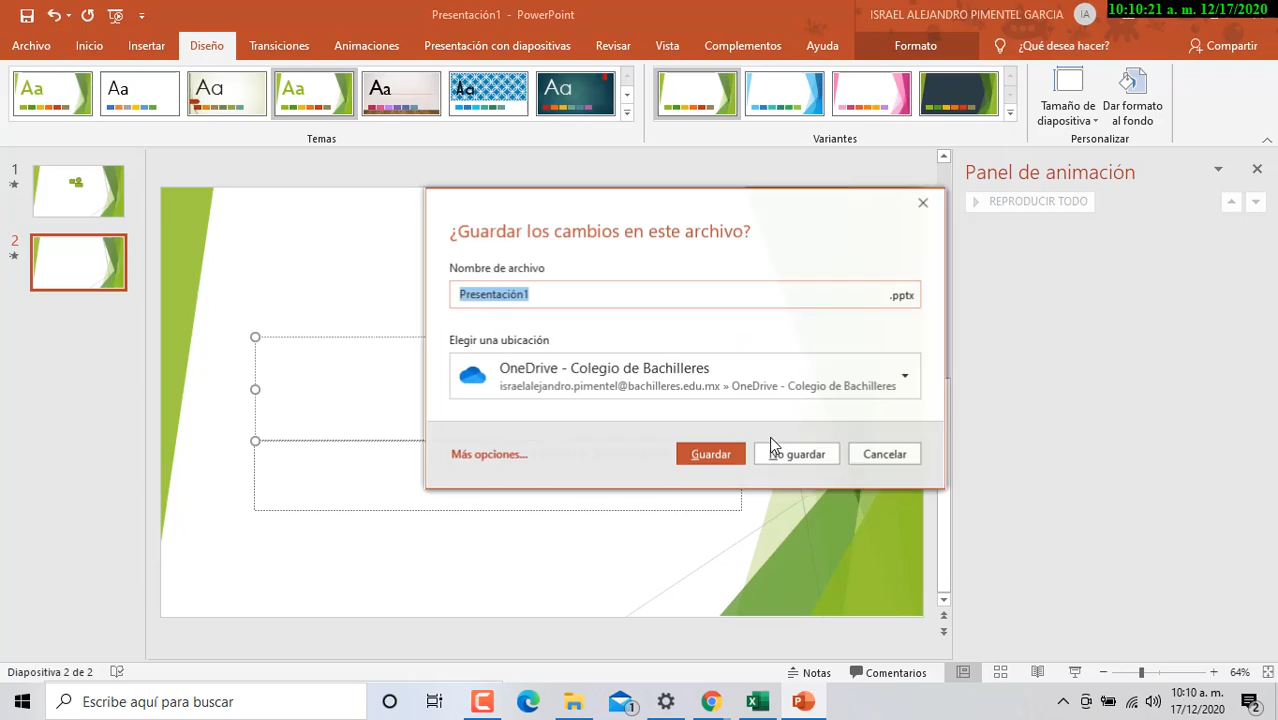 Presentación1 - PowerPoint
ISRAEL ALEJANDRO PIMENTEL GARCIA
IA
10:10:21 a. m. 12/17/2020
Archivo
Inicio
Insertar
Diseño
Transiciones
Animaciones
Presentación con diapositivas
Revisar
Vista
Complementos
Ayuda
Formato
¿Qué desea hacer?
Compartir
Aa
Aa
Aa
Aa
Aa
Aa
Aa
Tamaño de
diapositiva
Dar formato
al fondo
Temas
Variantes
Personalizar
1
2
Panel de animación
REPRODUCIR TODO
¿Guardar los cambios en este archivo?
Nombre de archivo
Presentación1
.pptx
Elegir una ubicación
OneDrive - Colegio de Bachilleres
israelalejandro.pimentel@bachilleres.edu.mx » OneDrive - Colegio de Bachilleres
Más opciones...
Guardar
No guardar
Cancelar
Diapositiva 2 de 2
Notas
Comentarios
64%
Escribe aquí para buscar
1
10:10 a. m.
17/12/2020
2